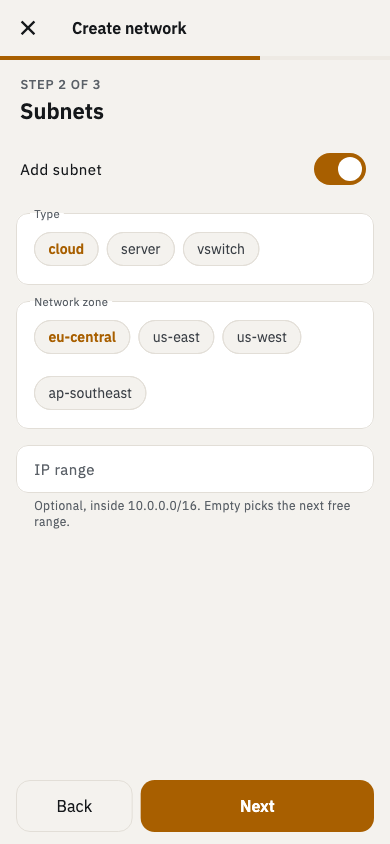 Create network
STEP 2 OF 3
Subnets
Add subnet
Type
cloud
server
vswitch
Network zone
eu-central
us-east
us-west
ap-southeast
IP range
Optional, inside 10.0.0.0/16. Empty picks the next free
range.
Back
Next